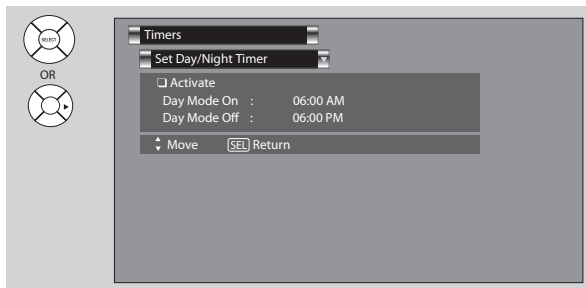 SELECT
OR
Timers
Set Day/Night Timer
Activate
Day Mode On : 06:00 AM
Day Mode Off : 06:00 PM
Move SEL Return